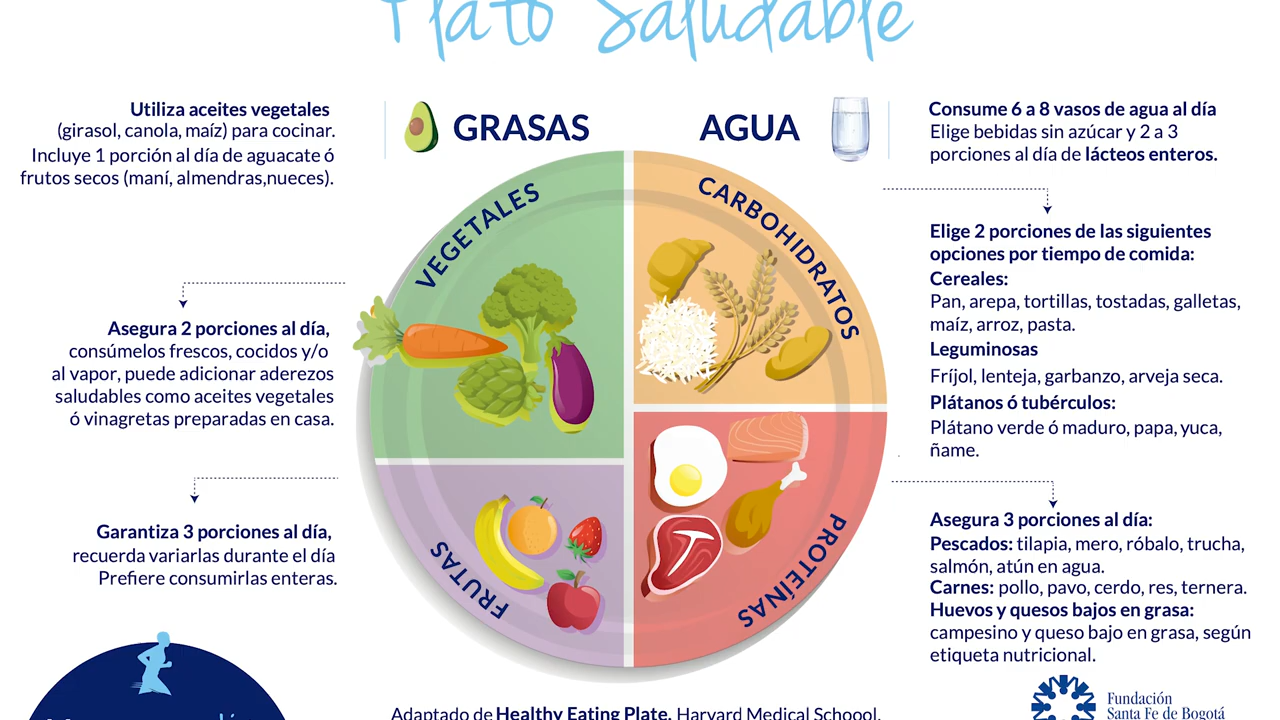 Plato Saludable
Utiliza aceites vegetales
(girasol, canola, maíz) para cocinar.
Incluye 1 porción al día de aguacate ó
frutos secos (maní, almendras,nueces).
GRASAS
AGUA
Consume 6 a 8 vasos de agua al día
Elige bebidas sin azúcar y 2 a 3
porciones al día de lácteos enteros.
VEGETALES
CARBOHIDRATOS
Asegura 2 porciones al día,
consúmelos frescos, cocidos y/o
al vapor, puede adicionar aderezos
saludables como aceites vegetales
ó vinagretas preparadas en casa.
Elige 2 porciones de las siguientes
opciones por tiempo de comida:
Cereales:
Pan, arepa, tortillas, tostadas, galletas,
maíz, arroz, pasta.
Leguminosas
Fríjol, lenteja, garbanzo, arveja seca.
Plátanos ó tubérculos:
Plátano verde ó maduro, papa, yuca,
ñame.
FRUTAS
PROTEÍNAS
Garantiza 3 porciones al día,
recuerda variarlas durante el día
Prefiere consumirlas enteras.
Asegura 3 porciones al día:
Pescados: tilapia, mero, róbalo, trucha,
salmón, atún en agua.
Carnes: pollo, pavo, cerdo, res, ternera.
Huevos y quesos bajos en grasa:
campesino y queso bajo en grasa, según
etiqueta nutricional.
Adaptado de Healthy Eating Plate. Harvard Medical Schoool.
Fundación
Santa Fe de Bogotá